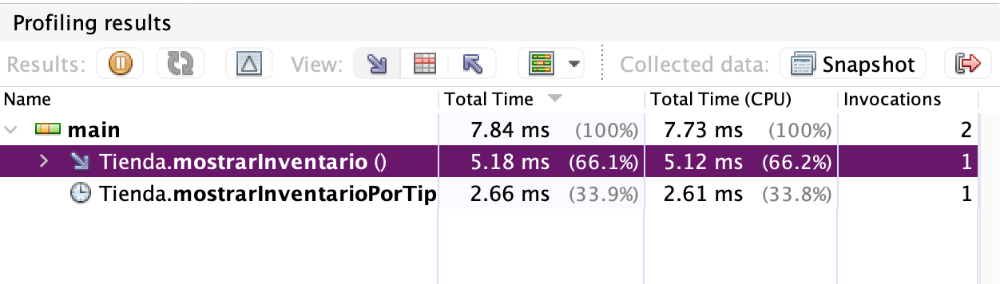 Profiling results
Results: View: Collected data: Snapshot
Name Total Time Total Time (CPU) Invocations
main 7.84 ms (100%) 7.73 ms (100%) 2
Tienda.mostrarInventario () 5.18 ms (66.1%) 5.12 ms (66.2%) 1
Tienda.mostrarInventarioPorTip 2.66 ms (33.9%) 2.61 ms (33.8%) 1